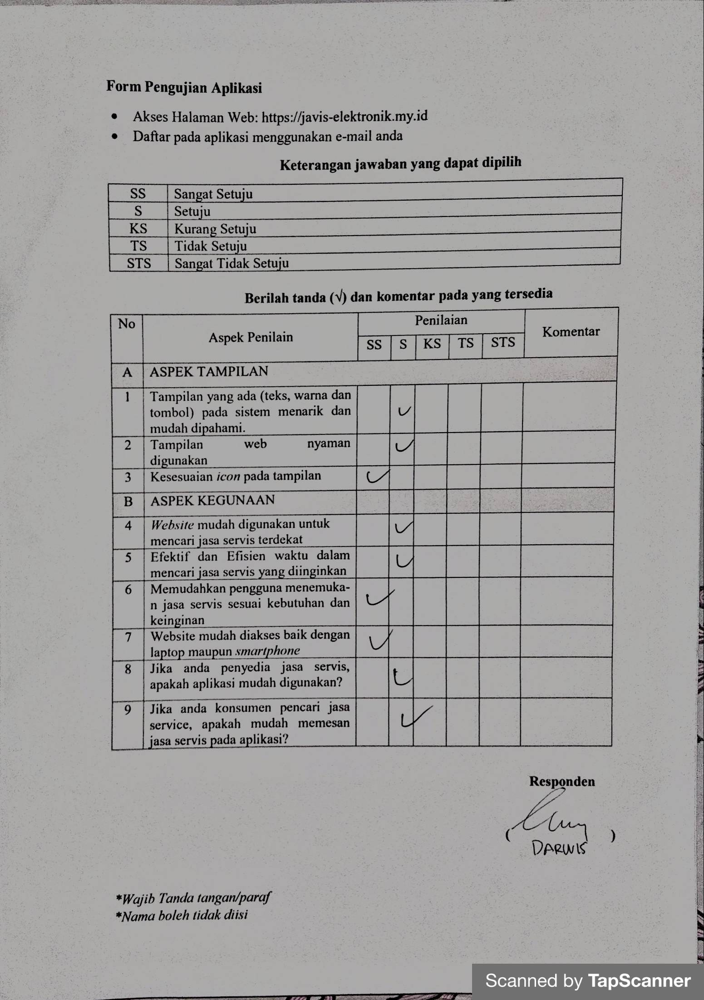 Form Pengujian Aplikasi
• Akses Halaman Web: https://javis-elektronik.my.id
• Daftar pada aplikasi menggunakan e-mail anda
Keterangan jawaban yang dapat dipilih
SS Sangat Setuju
S Setuju
KS Kurang Setuju
TS Tidak Setuju
STS Sangat Tidak Setuju
Berilah tanda (√) dan komentar pada yang tersedia
No Aspek Penilain Penilaian Komentar
SS S KS TS STS
A ASPEK TAMPILAN
1 Tampilan yang ada (teks, warna dan
tombol) pada sistem menarik dan ✓
mudah dipahami.
2 Tampilan web nyaman ✓
digunakan
3 Kesesuaian icon pada tampilan ✓
B ASPEK KEGUNAAN
4 Website mudah digunakan untuk ✓
mencari jasa servis terdekat
5 Efektif dan Efisien waktu dalam ✓
mencari jasa servis yang diinginkan
6 Memudahkan pengguna menemuka-
n jasa servis sesuai kebutuhan dan ✓
keinginan
7 Website mudah diakses baik dengan ✓
laptop maupun smartphone
8 Jika anda penyedia jasa servis, ✓
apakah aplikasi mudah digunakan?
9 Jika anda konsumen pencari jasa
service, apakah mudah memesan ✓
jasa servis pada aplikasi?
Responden
( )
DARWIS
*Wajib Tanda tangan/paraf
*Nama boleh tidak diisi
Scanned by TapScanner